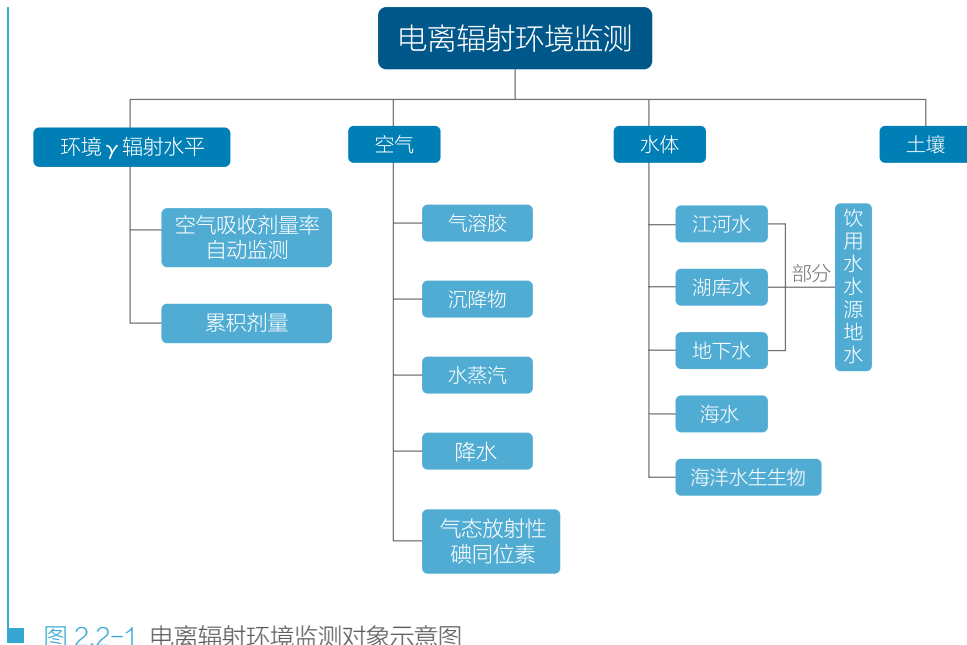 电离辐射环境监测
环境γ辐射水平
空气
水体
土壤
空气吸收剂量率
自动监测
累积剂量
气溶胶
沉降物
水蒸汽
降水
气态放射性
碘同位素
江河水
湖库水
地下水
海水
海洋水生生物
部分
饮用水水源地水
图 2.2-1 电离辐射环境监测对象示意图